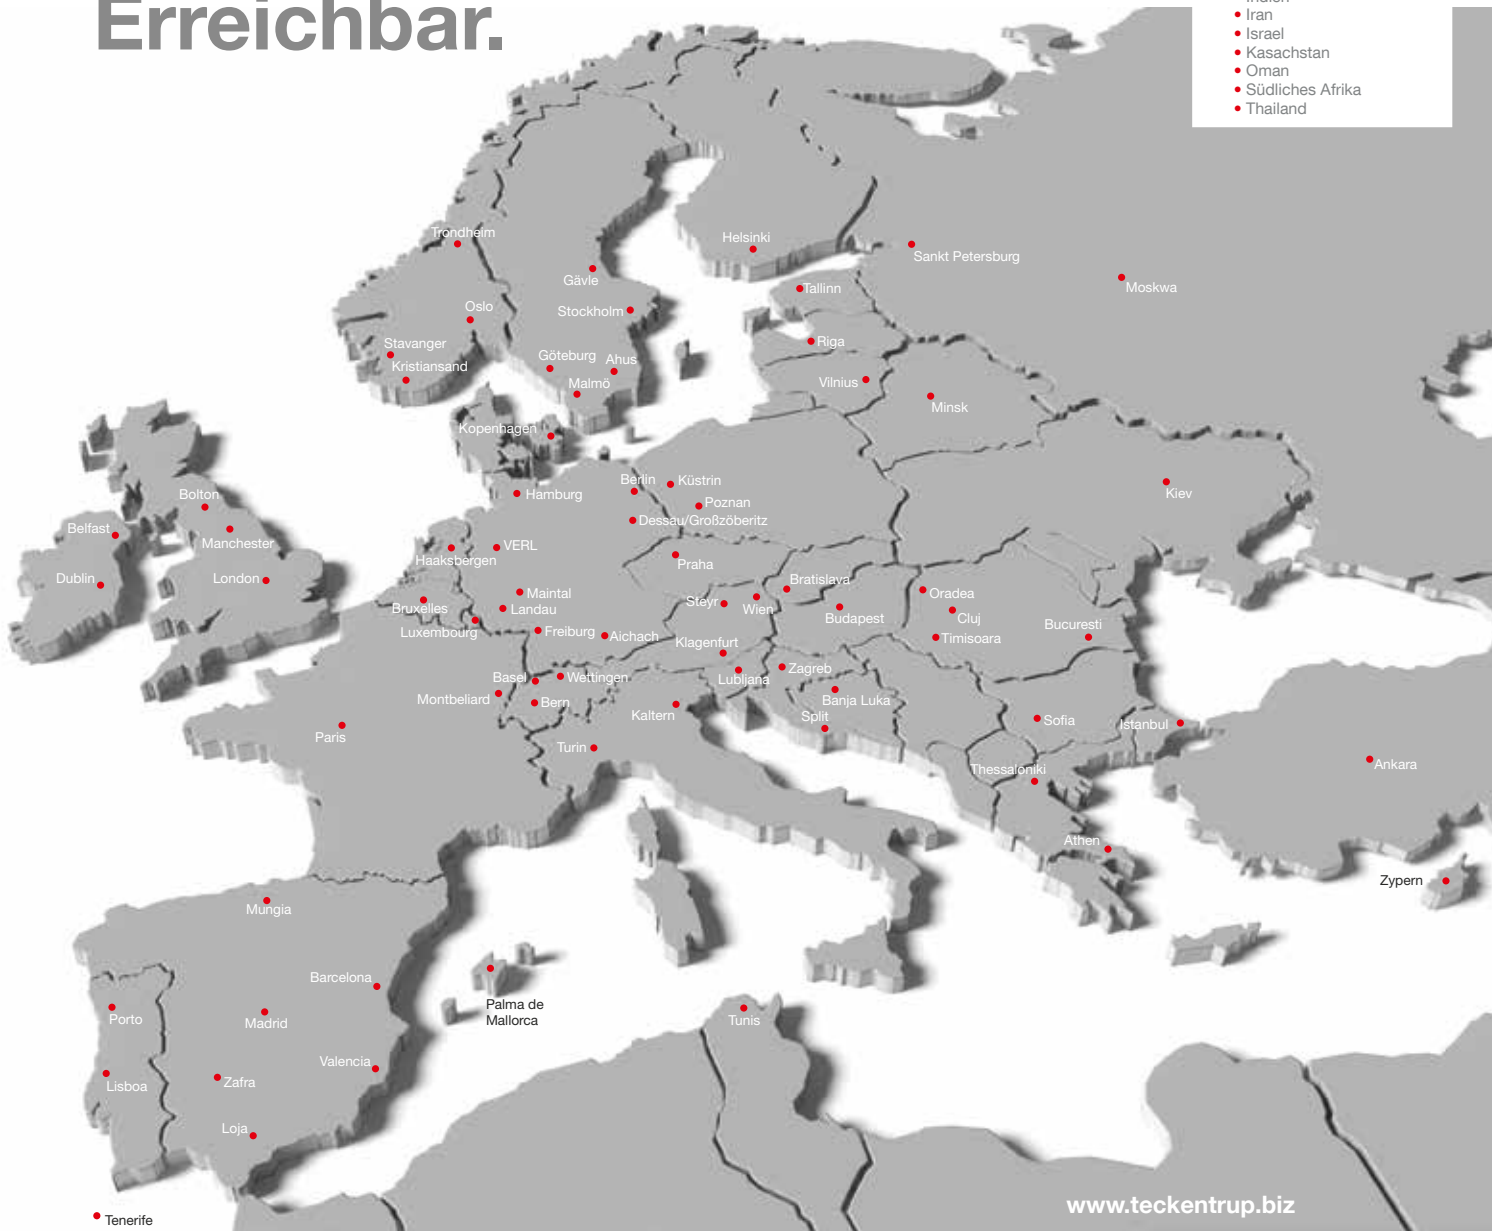 Erreichbar.
Indien
Iran
Israel
Kasachstan
Oman
Südliches Afrika
Thailand
Trondheim
Helsinki
Sankt Petersburg
Gävle
Moskwa
Tallinn
Oslo
Stockholm
Stavanger
Riga
Göteburg
Ahus
Kristiansand
Malmö
Vilnius
Minsk
Kopenhagen
Berlin
Küstrin
Hamburg
Bolton
Poznan
Kiev
Belfast
Dessau/Großzöberitz
Manchester
VERL
Haaksbergen
Praha
Dublin
London
Bratislava
Maintal
Oradea
Steyr
Wien
Bruxelles
Landau
Budapest
Cluj
Luxembourg
Freiburg
Aichach
Bucuresti
Klagenfurt
Timisoara
Basel
Wettingen
Lubljana
Zagreb
Montbeliard
Bern
Banja Luka
Kaltern
Split
Sofia
Istanbul
Paris
Turin
Thessaloniki
Ankara
Athen
Zypern
Mungia
Barcelona
Palma de
Mallorca
Porto
Madrid
Tunis
Valencia
Lisboa
Zafra
Loja
www.teckentrup.biz
Tenerife